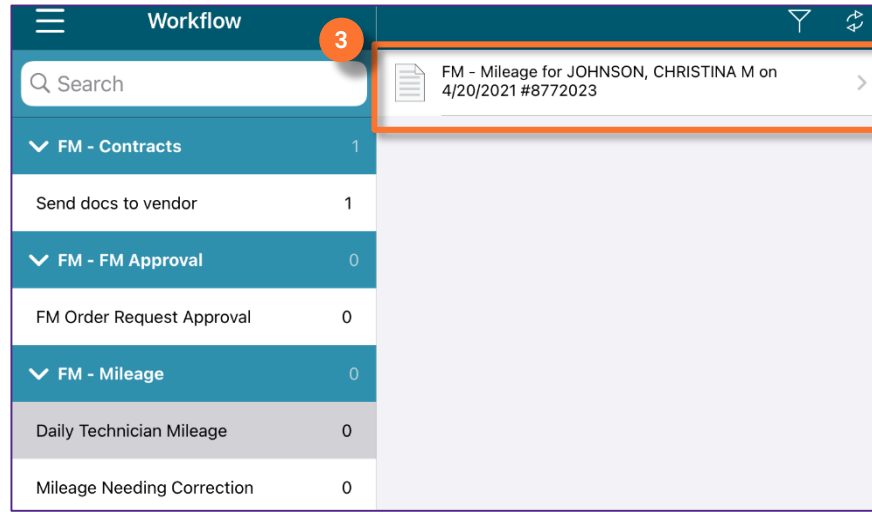 Workflow
3
Search
FM - Mileage for JOHNSON, CHRISTINA M on
4/20/2021 #8772023
FM - Contracts 1
Send docs to vendor 1
FM - FM Approval 0
FM Order Request Approval 0
FM - Mileage 0
Daily Technician Mileage 0
Mileage Needing Correction 0